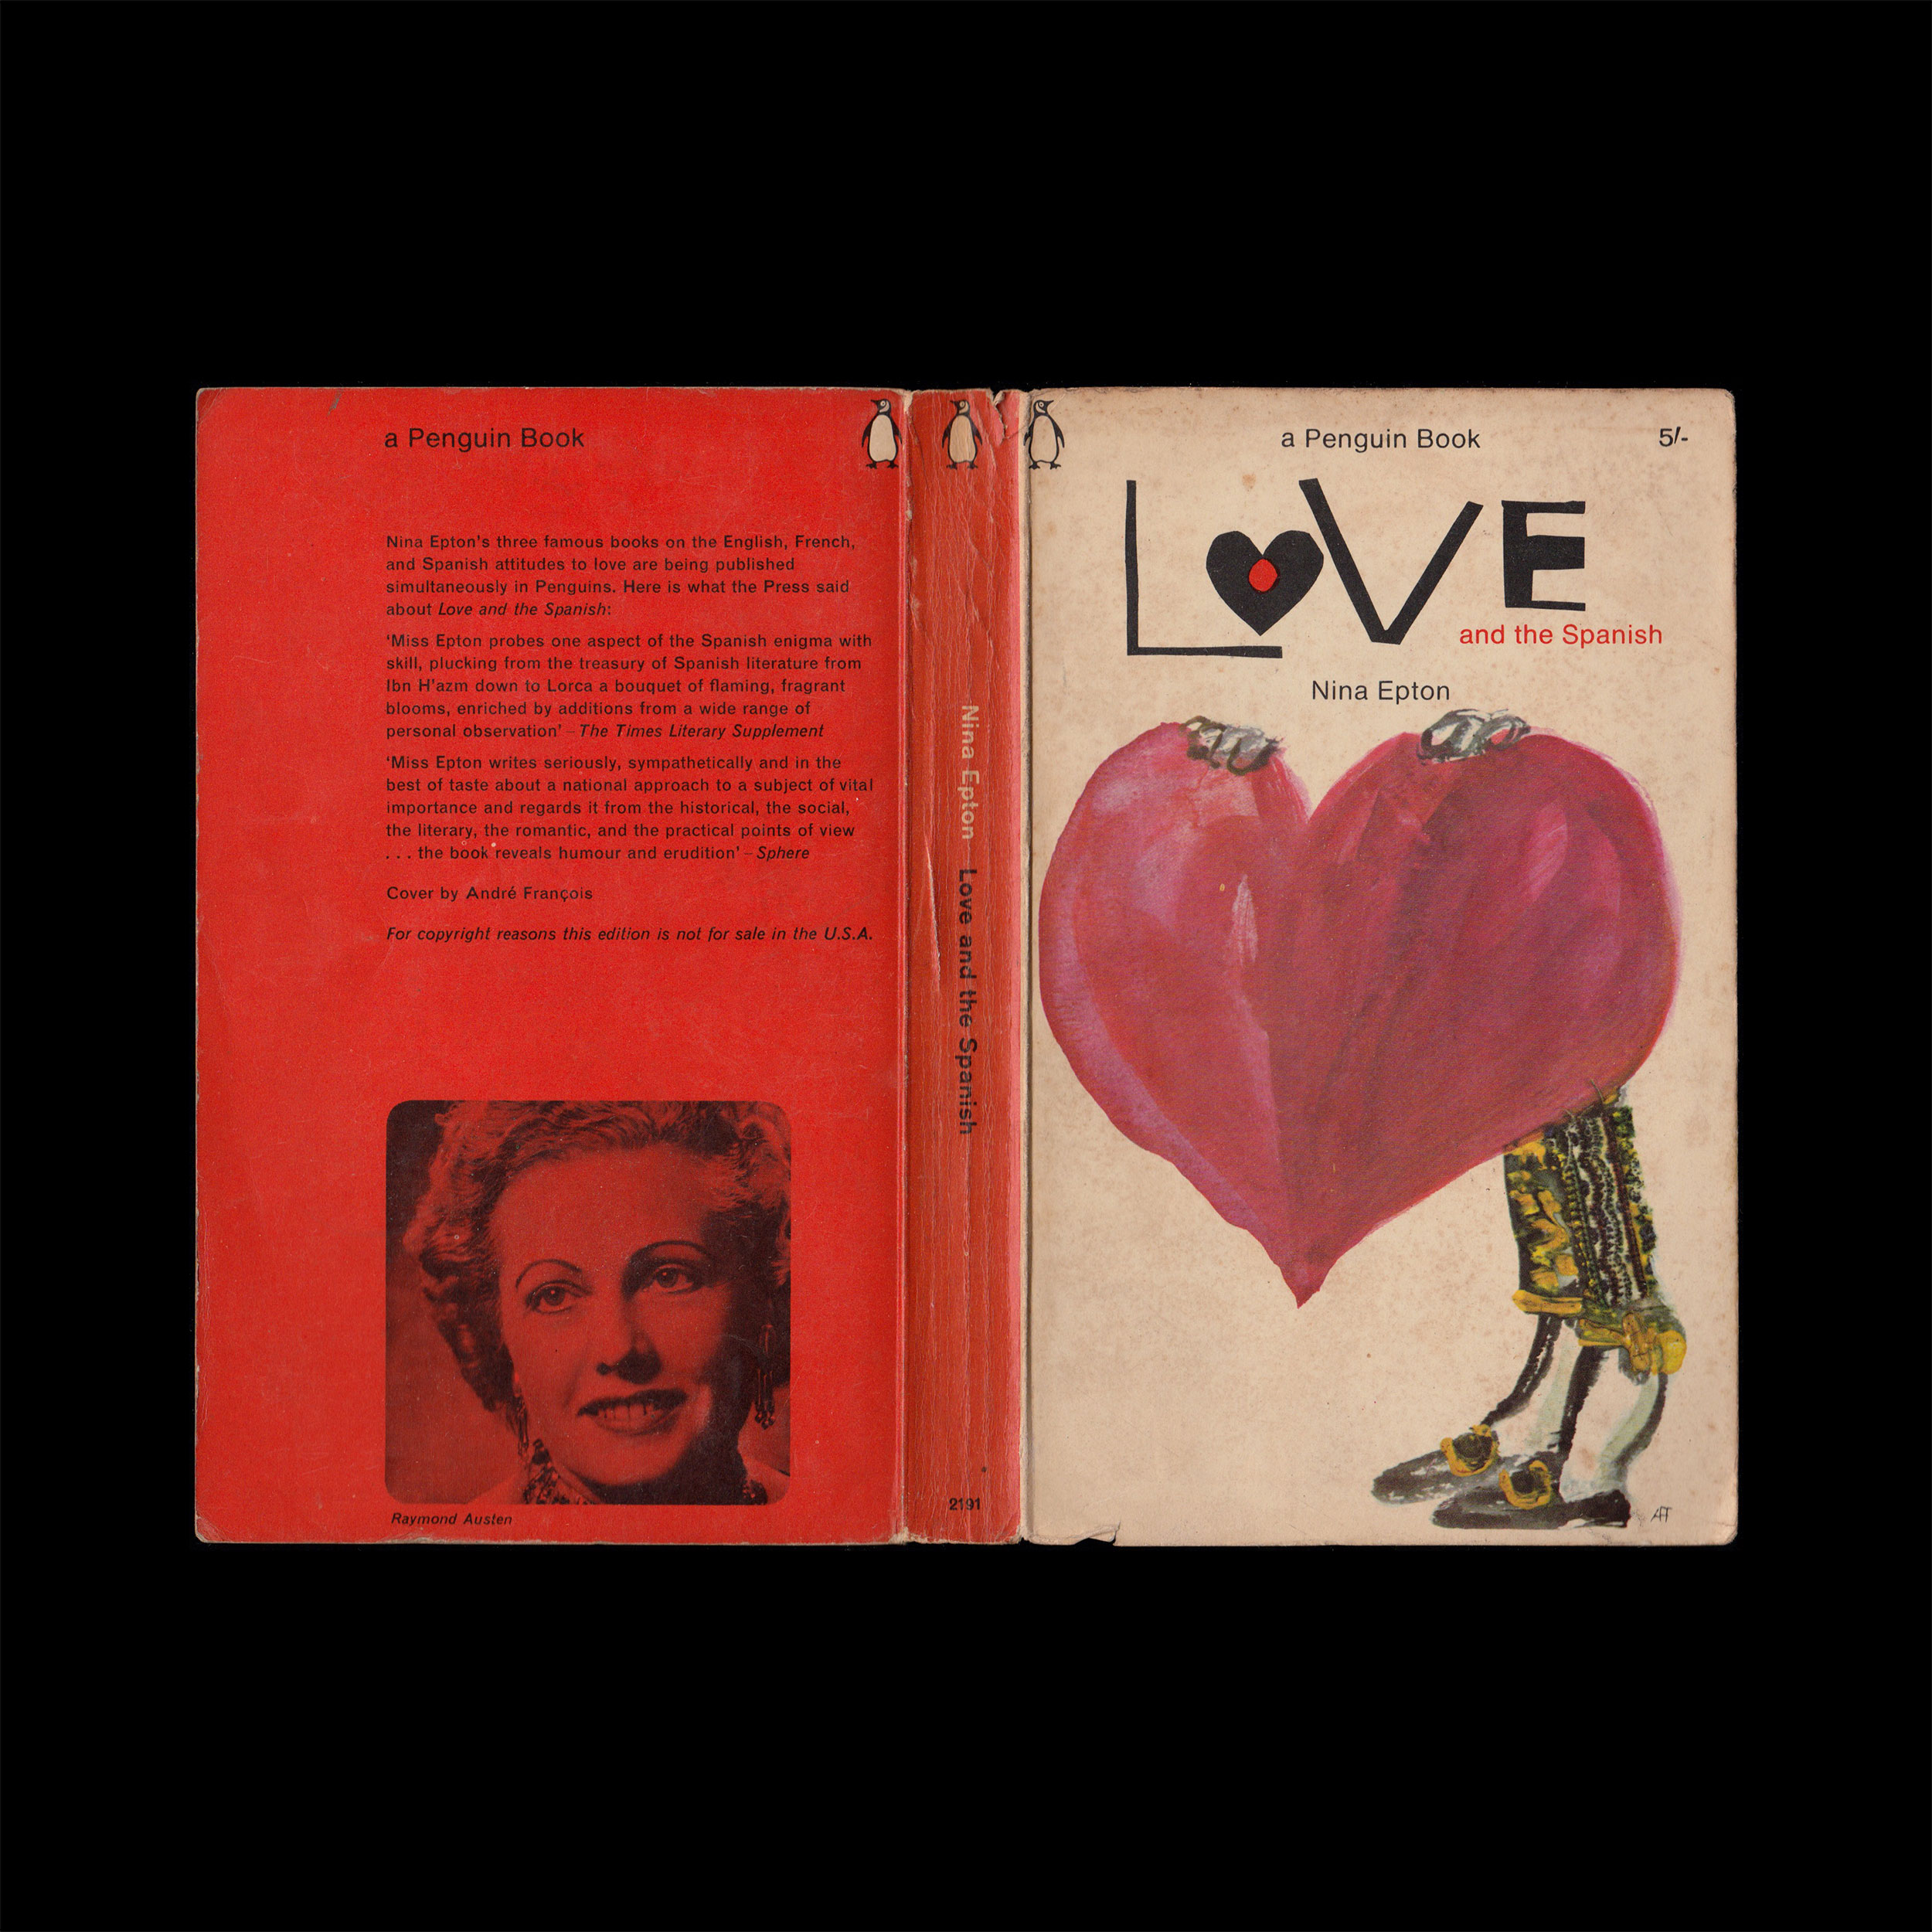 a Penguin Book
Nina Epton's three famous books on the English, French,
and Spanish attitudes to love are being published
simultaneously in Penguins. Here is what the Press said
about Love and the Spanish:
'Miss Epton probes one aspect of the Spanish enigma with
skill, plucking from the treasury of Spanish literature from
Ibn H'azm down to Lorca a bouquet of flaming, fragrant
blooms, enriched by additions from a wide range of
personal observation' – The Times Literary Supplement
'Miss Epton writes seriously, sympathetically and in the
best of taste about a national approach to a subject of vital
importance and regards it from the historical, the social,
the literary, the romantic, and the practical points of view
. . . the book reveals humour and erudition' – Sphere
Cover by André François
For copyright reasons this edition is not for sale in the U.S.A.
Raymond Austen
Nina Epton Love and the Spanish
2191
a Penguin Book 5/-
LOVE
and the Spanish
Nina Epton
AF